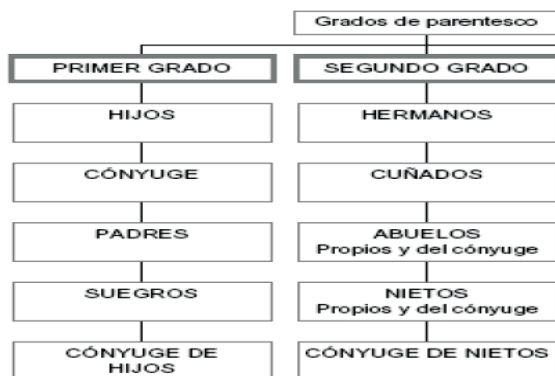 Grados de parentesco
PRIMER GRADO
HIJOS
CÓNYUGE
PADRES
SUEGROS
CÓNYUGE DE
HIJOS
SEGUNDO GRADO
HERMANOS
CUÑADOS
ABUELOS
Propios y del cónyuge
NIETOS
Propios y del cónyuge
CÓNYUGE DE NIETOS